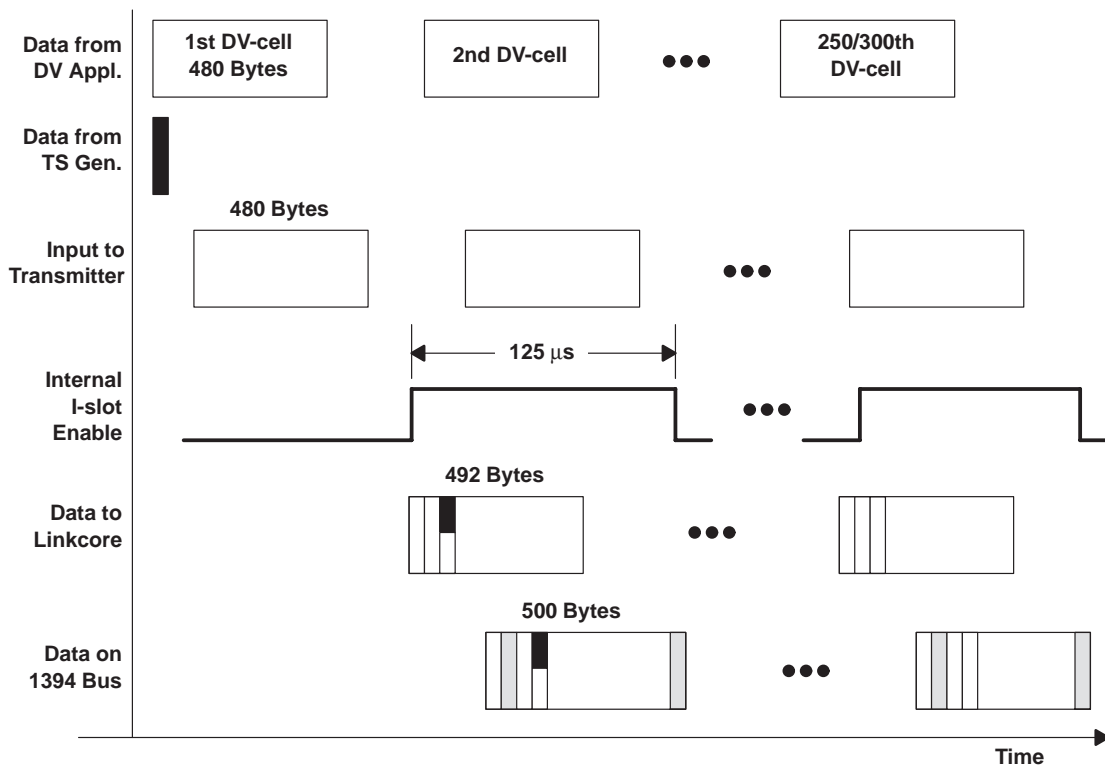 Data from
DV Appl.
1st DV-cell
480 Bytes
2nd DV-cell
250/300th
DV-cell
Data from
TS Gen.
480 Bytes
Input to
Transmitter
125 μs
Internal
I-slot
Enable
492 Bytes
Data to
Linkcore
500 Bytes
Data on
1394 Bus
Time